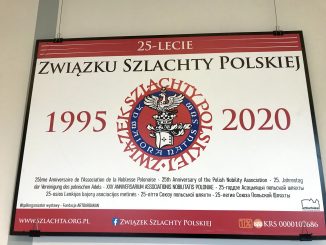 25-LECIE
ZWIĄZKU SZLACHTY POLSKIEJ
ZWIĄZEK SZLACHTY POLSKIEJ
1995
2020
25ème Anniversaire de l'Association de la Noblesse Polonaise - 25th Anniversary of the Polish Nobility Association - 25. Jahrestag
der Vereinigung des polnischen Adels - XXV ANNIVERSARIUM ASSOCIATIONIS NOBILITATIS POLONIAE
WWW.SZLACHTA.ORG.PL
ZWIĄZEK SZLACHTY POLSKIEJ
KRS 0000102686